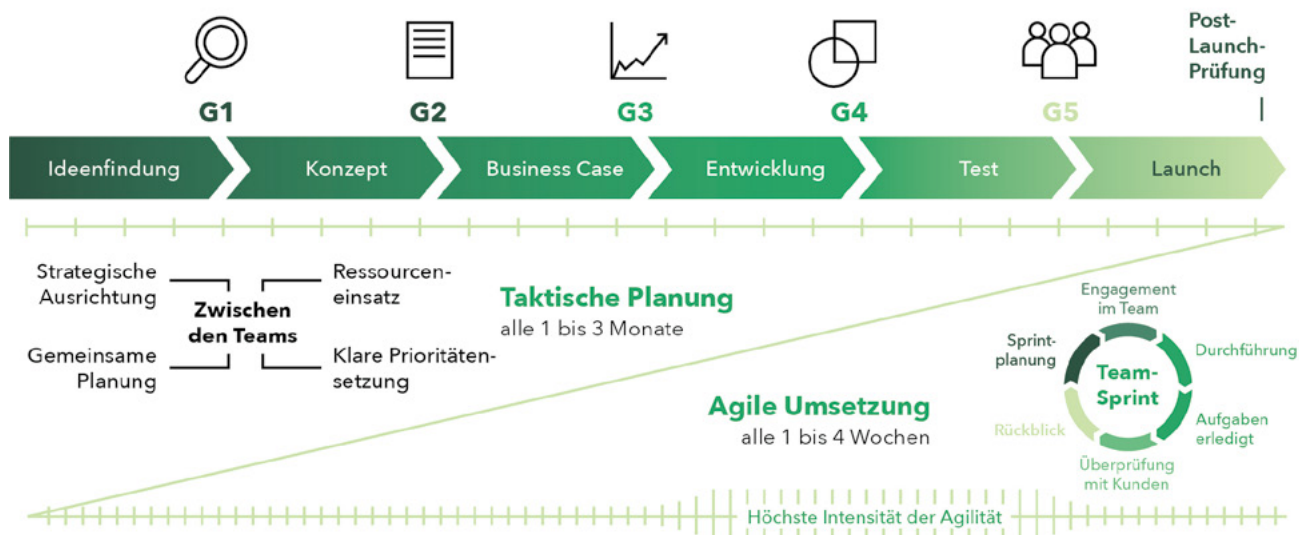 Post-
Launch-
Prüfung
G1
G2
G3
G4
G5
Ideenfindung
Konzept
Business Case
Entwicklung
Test
Launch
Strategische
Ausrichtung
Ressourcen-
einsatz
Zwischen
den Teams
Gemeinsame
Planung
Klare Prioritäten-
setzung
Taktische Planung
alle 1 bis 3 Monate
Agile Umsetzung
alle 1 bis 4 Wochen
Engagement
im Team
Sprint-
planung
Durchführung
Team-
Sprint
Rückblick
Aufgaben
erledigt
Überprüfung
mit Kunden
Höchste Intensität der Agilität